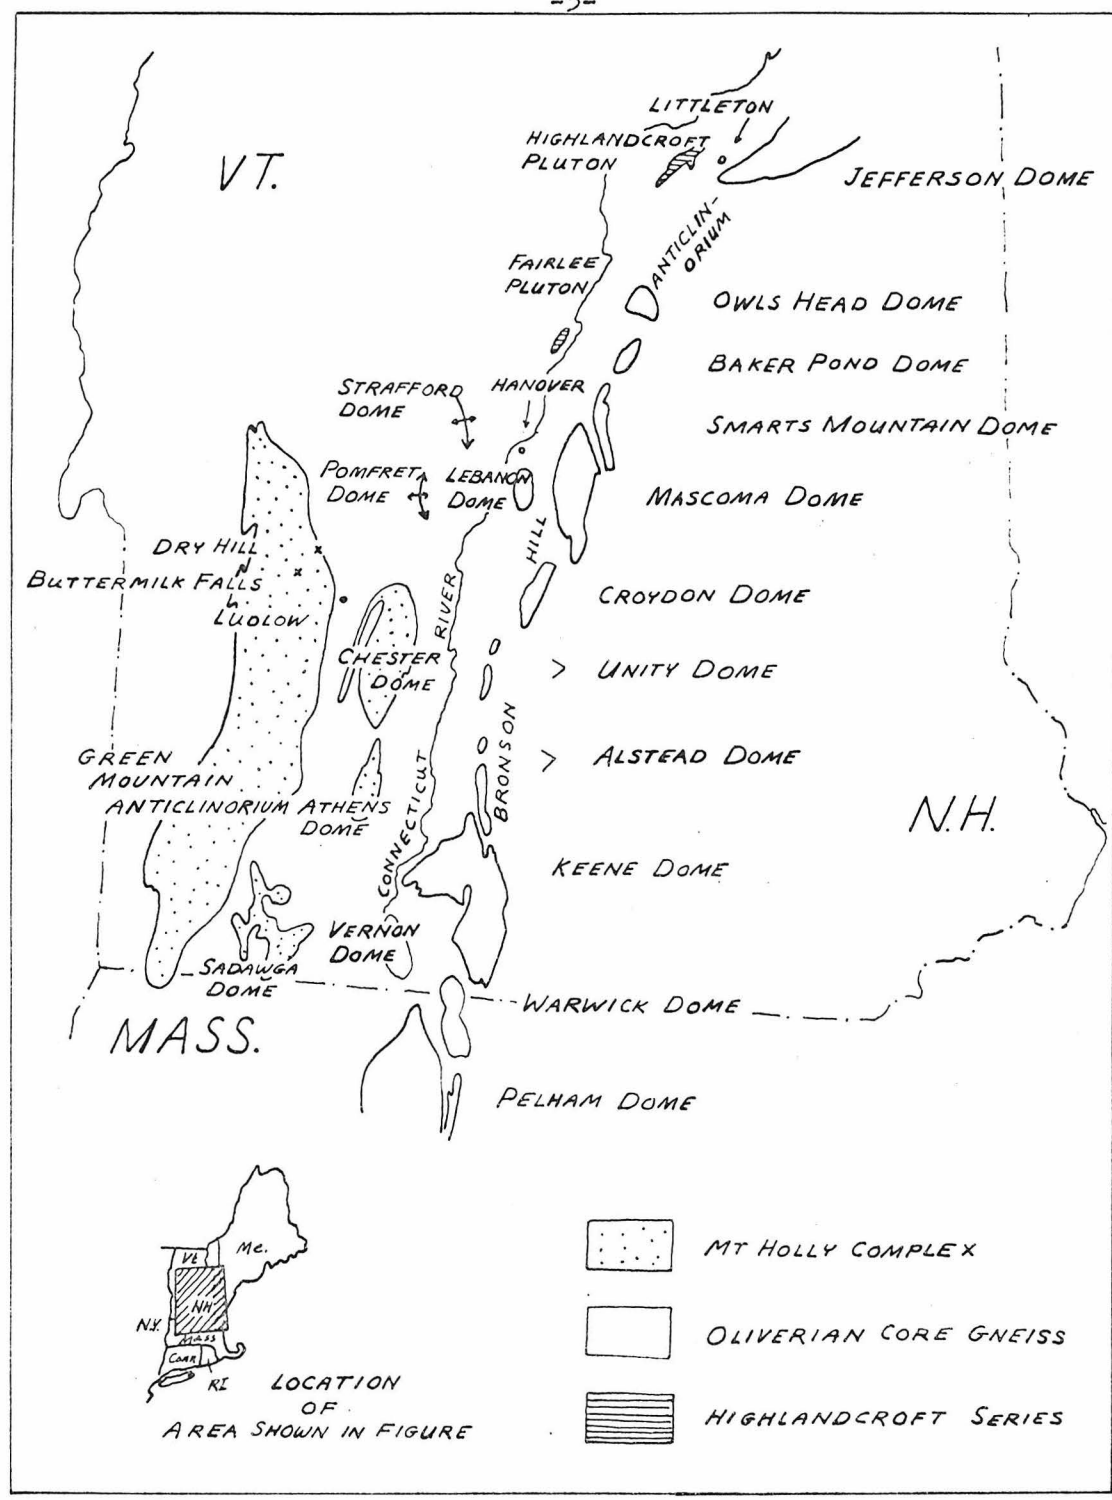 -3-
LITTLETON
HIGHLANDCROFT
PLUTON
VT.
JEFFERSON DOME
ANTICLIN-
ORIUM
FAIRLEE
PLUTON
OWLS HEAD DOME
BAKER POND DOME
STRAFFORD
DOME
HANOVER
SMARTS MOUNTAIN DOME
POMFRET
DOME
LEBANON
DOME
MASCOMA DOME
HILL
DRY HILL
BUTTERMILK FALLS
LUDLOW
RIVER
CROYDON DOME
CHESTER
DOME
UNITY DOME
BRONSON
GREEN
MOUNTAIN
ANTICLINORIUM
ATHENS
DOME
CONNECTICUT
ALSTEAD DOME
N.H.
KEENE DOME
VERNON
DOME
SADAWGA
DOME
WARWICK DOME
MASS.
PELHAM DOME
Me.
Vt
NH
N.Y.
MASS
CONN
RI
LOCATION
OF
AREA SHOWN IN FIGURE
MT HOLLY COMPLEX
OLIVERIAN CORE GNEISS
HIGHLANDCROFT SERIES